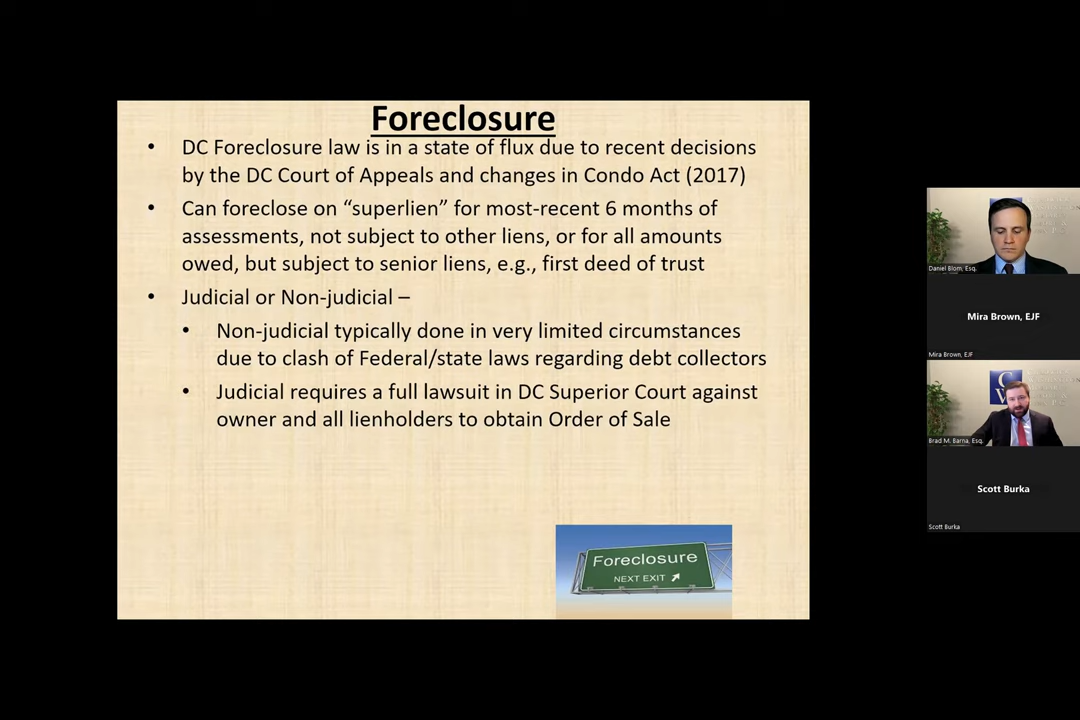 Foreclosure
• DC Foreclosure law is in a state of flux due to recent decisions
by the DC Court of Appeals and changes in Condo Act (2017)
• Can foreclose on “superlien” for most-recent 6 months of
assessments, not subject to other liens, or for all amounts
owed, but subject to senior liens, e.g., first deed of trust
• Judicial or Non-judicial –
• Non-judicial typically done in very limited circumstances
due to clash of Federal/state laws regarding debt collectors
• Judicial requires a full lawsuit in DC Superior Court against
owner and all lienholders to obtain Order of Sale
Foreclosure
NEXT EXIT
Daniel Blom, Esq.
Mira Brown, EJF
Mira Brown, EJF
C
Brad M. Barna, Esq.
Scott Burka
Scott Burka